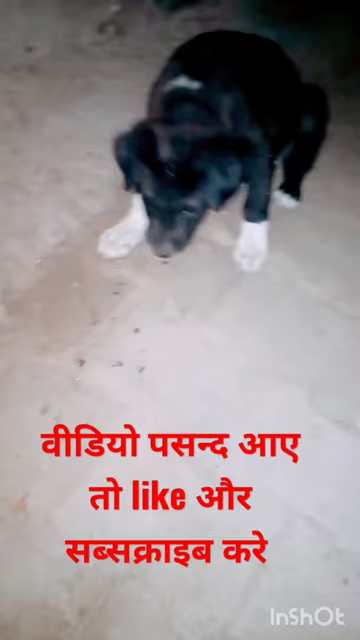 वीडियो पसन्द आए
तो like और
सब्सक्राइब करे
InShOt